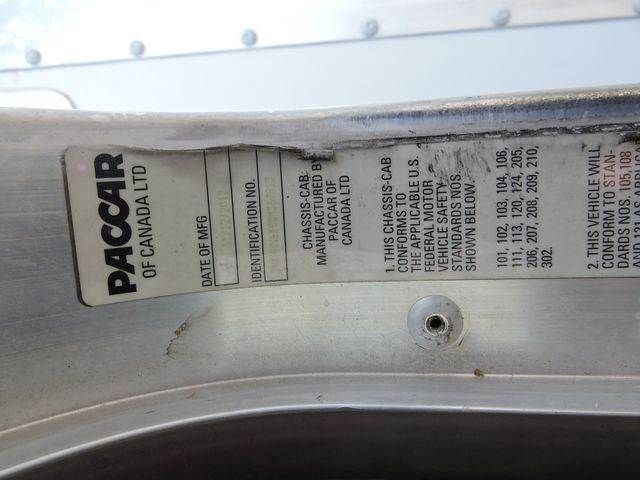 PACCAR
OF CANADA LTD
DATE OF MFG
IDENTIFICATION NO.
CHASSIS-CAB
MANUFACTURED BY
PACCAR OF
CANADA LTD
1. THIS CHASSIS-CAB
CONFORMS TO
THE APPLICABLE U.S.
FEDERAL MOTOR
VEHICLE SAFETY
STANDARDS NOS.
SHOWN BELOW.
101, 102, 103, 104, 106,
111, 113, 120, 124, 205,
206, 207, 208, 209, 210,
302.
2. THIS VEHICLE WILL
CONFORM TO STAN-
DARDS NOS. 105, 108
AND 121 AS